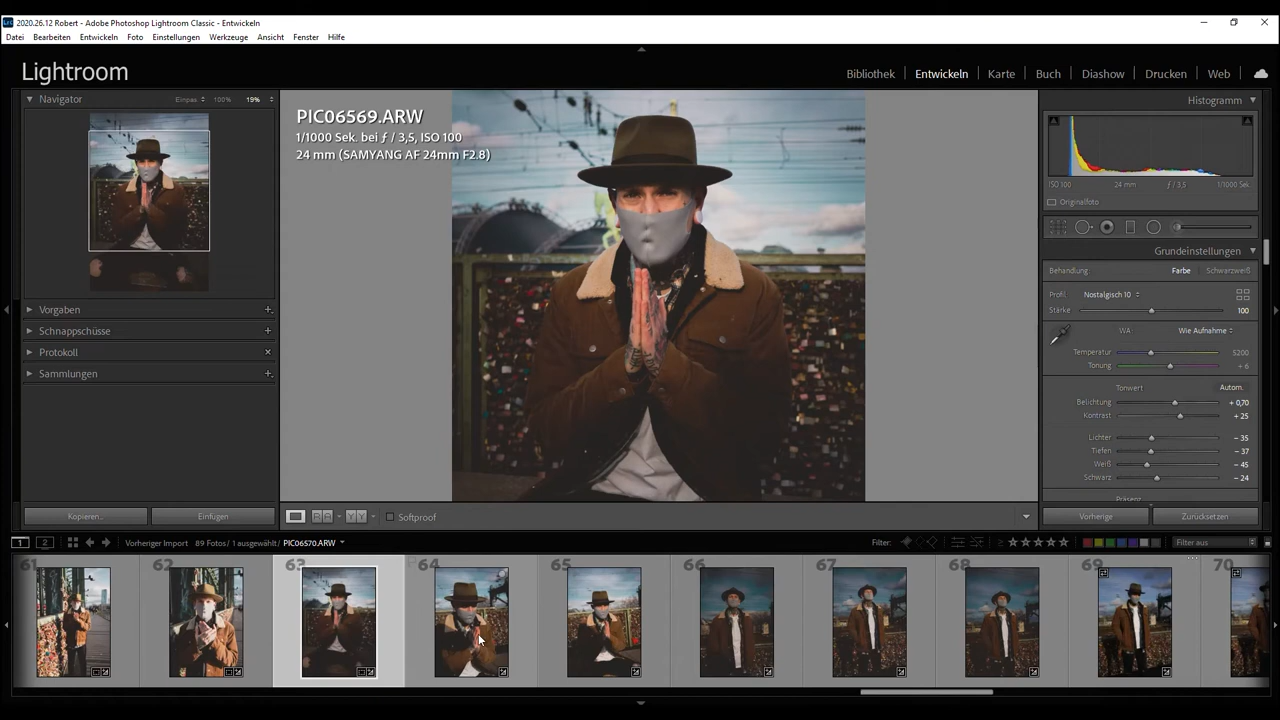 2020.26.12 Robert - Adobe Photoshop Lightroom Classic - Entwickeln
Datei Bearbeiten Entwickeln Foto Einstellungen Werkzeuge Ansicht Fenster Hilfe
Lightroom
Bibliothek | Entwickeln | Karte | Buch | Diashow | Drucken | Web
Navigator Einpas. 100% 19%
Vorgaben
Schnappschüsse
Protokoll
Sammlungen
Kopieren... Einfügen
PIC06569.ARW
1/1000 Sek. bei ƒ / 3,5, ISO 100
24 mm (SAMYANG AF 24mm F2.8)
Softproof
Histogramm
ISO 100 24 mm ƒ / 3,5 1/1000 Sek.
Originalfoto
Grundeinstellungen
Behandlung: Farbe Schwarzweiß
Profil: Nostalgisch 10
Stärke 100
WA: Wie Aufnahme
Temperatur 5200
Tonung + 6
Tonwert Autom.
Belichtung + 0,70
Kontrast + 25
Lichter – 35
Tiefen – 37
Weiß – 45
Schwarz – 24
Präsenz
Vorherige Zurücksetzen
1 2 Vorheriger Import 89 Fotos/ 1 ausgewählt/ PIC06570.ARW Filter: Filter aus
61 62 63 64 65 66 67 68 69 70